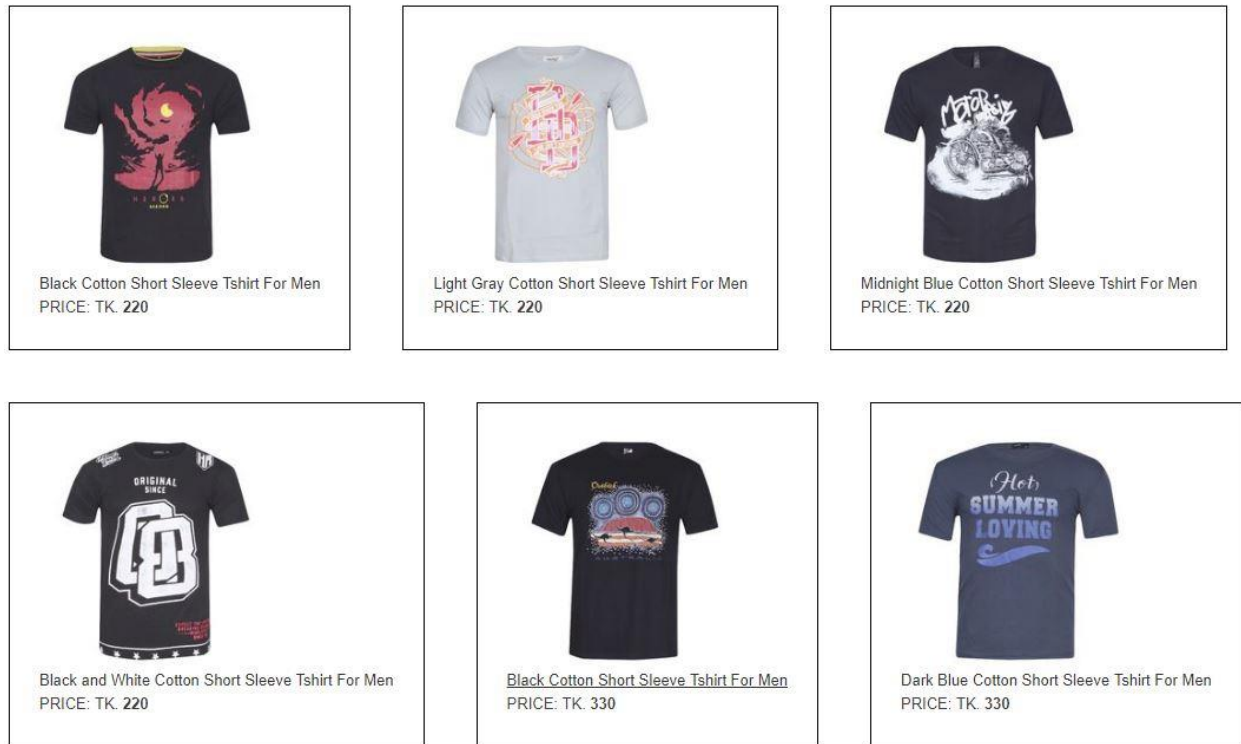 HEROES
Black Cotton Short Sleeve Tshirt For Men
PRICE: TK. 220
Light Gray Cotton Short Sleeve Tshirt For Men
PRICE: TK. 220
Midnight Blue Cotton Short Sleeve Tshirt For Men
PRICE: TK. 220
ORIGINAL
SINCE
Black and White Cotton Short Sleeve Tshirt For Men
PRICE: TK. 220
Black Cotton Short Sleeve Tshirt For Men
PRICE: TK. 330
Hot
SUMMER
LOVING
Dark Blue Cotton Short Sleeve Tshirt For Men
PRICE: TK. 330